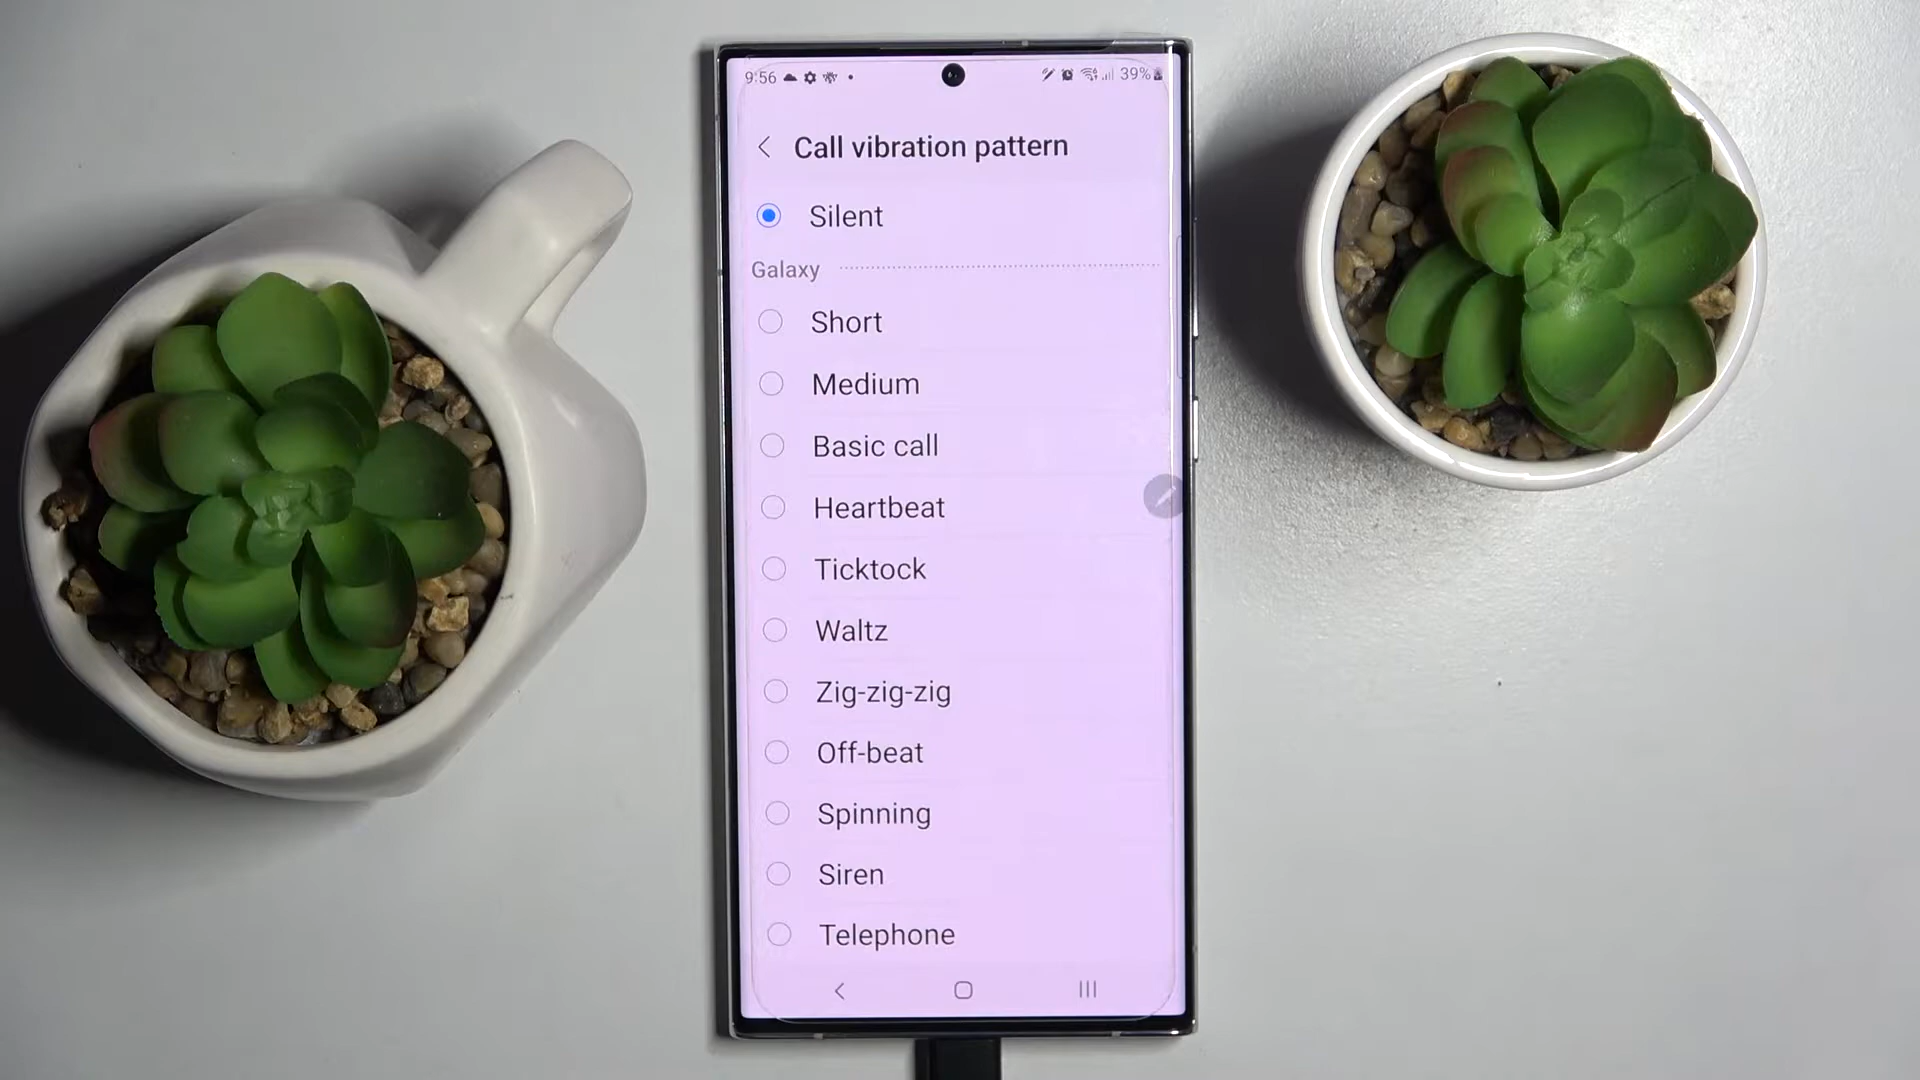 9:56 39%
Call vibration pattern
Silent
Galaxy
Short
Medium
Basic call
Heartbeat
Ticktock
Waltz
Zig-zig-zig
Off-beat
Spinning
Siren
Telephone